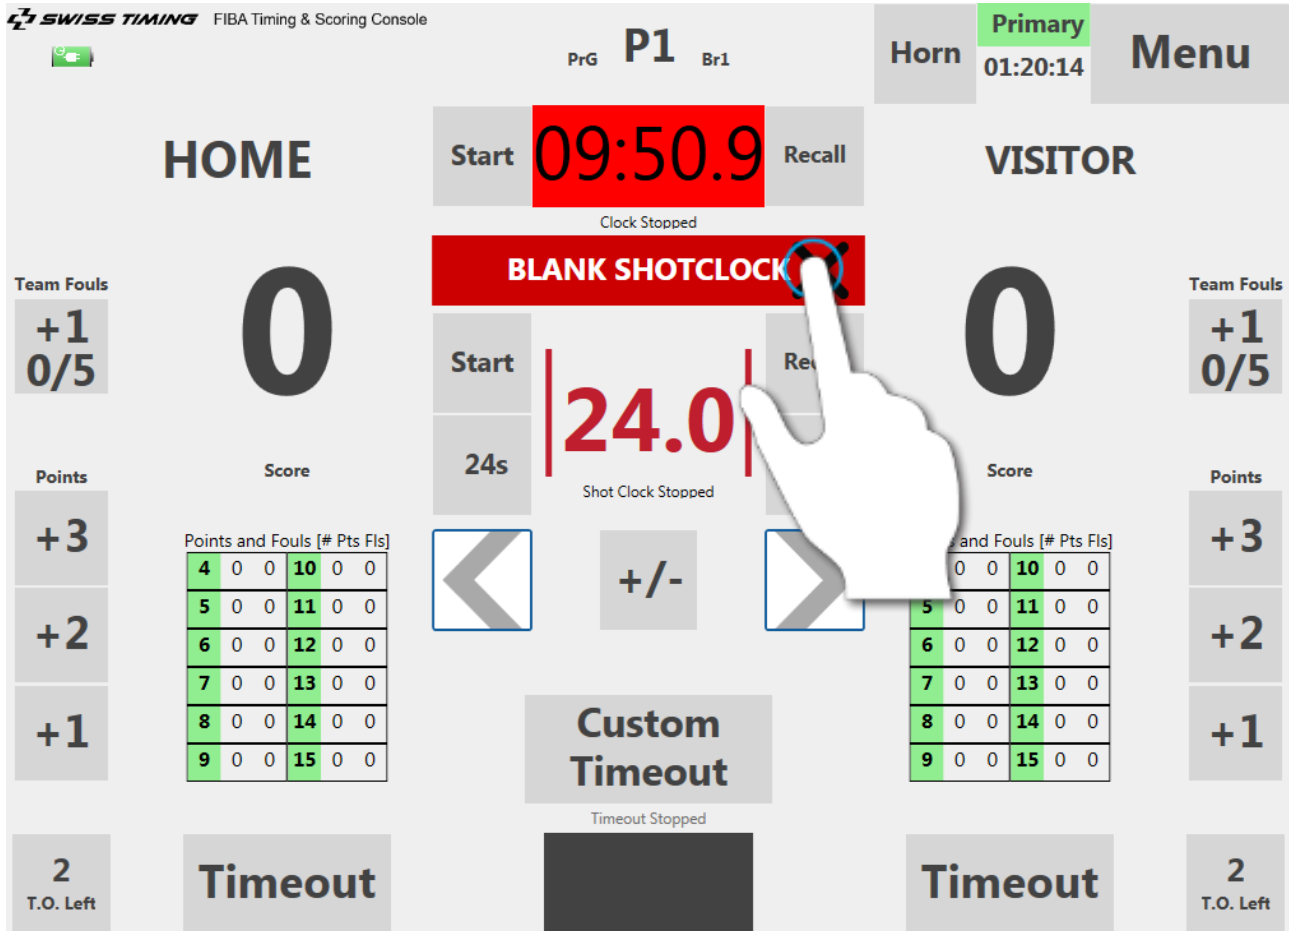 SWISS TIMING FIBA Timing & Scoring Console
PrG P1 Br1
Horn
Primary
01:20:14
Menu
HOME
Start
09:50.9
Recall
VISITOR
Clock Stopped
BLANK SHOTCLOCK
Team Fouls
+1
0/5
0
Start
24.0
0
Team Fouls
+1
0/5
24s
Shot Clock Stopped
Score
Score
Points
+3
+2
+1
Points
+3
+2
+1
Points and Fouls [# Pts Fls]
4 0 0 10 0 0
5 0 0 11 0 0
6 0 0 12 0 0
7 0 0 13 0 0
8 0 0 14 0 0
9 0 0 15 0 0
+/-
and Fouls [# Pts Fls]
0 0 10 0 0
5 0 0 11 0 0
6 0 0 12 0 0
7 0 0 13 0 0
8 0 0 14 0 0
9 0 0 15 0 0
Custom
Timeout
Timeout Stopped
2
T.O. Left
Timeout
Timeout
2
T.O. Left